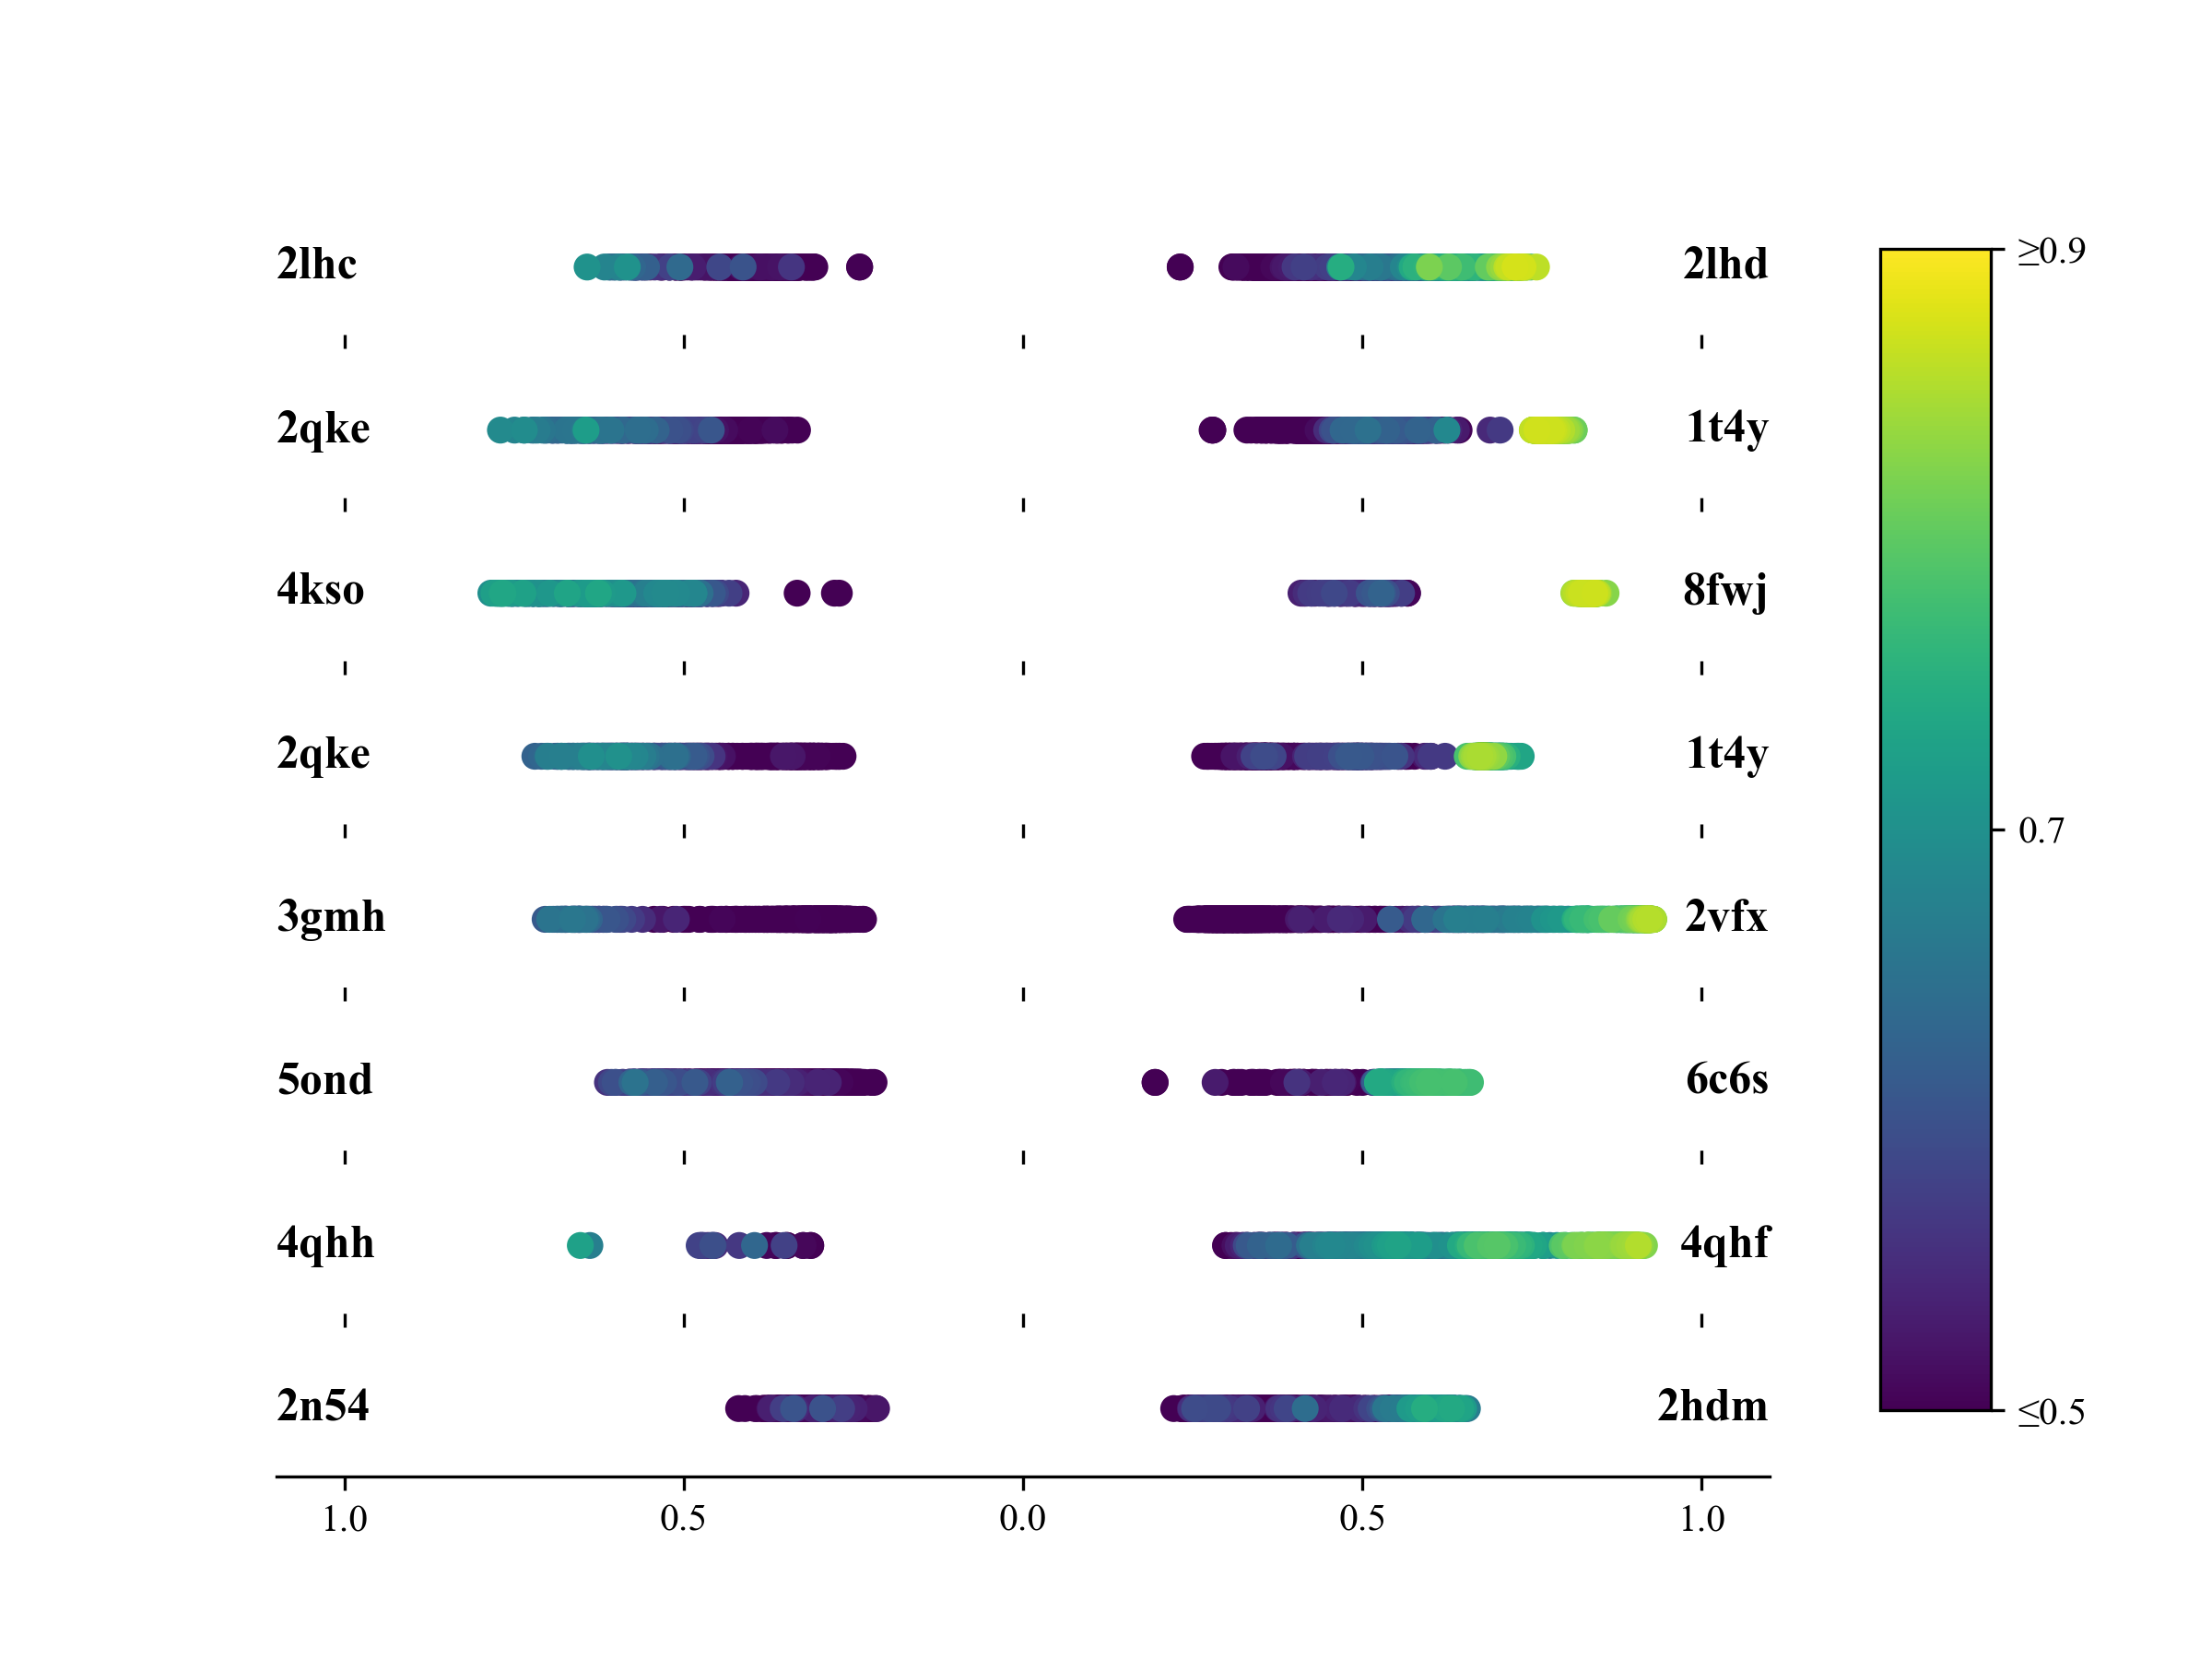 2lhc 2lhd ≥0.9
2qke 1t4y
4kso 8fwj
2qke 1t4y
0.7
3gmh 2vfx
5ond 6c6s
4qhh 4qhf
2n54 2hdm ≤0.5
1.0 0.5 0.0 0.5 1.0